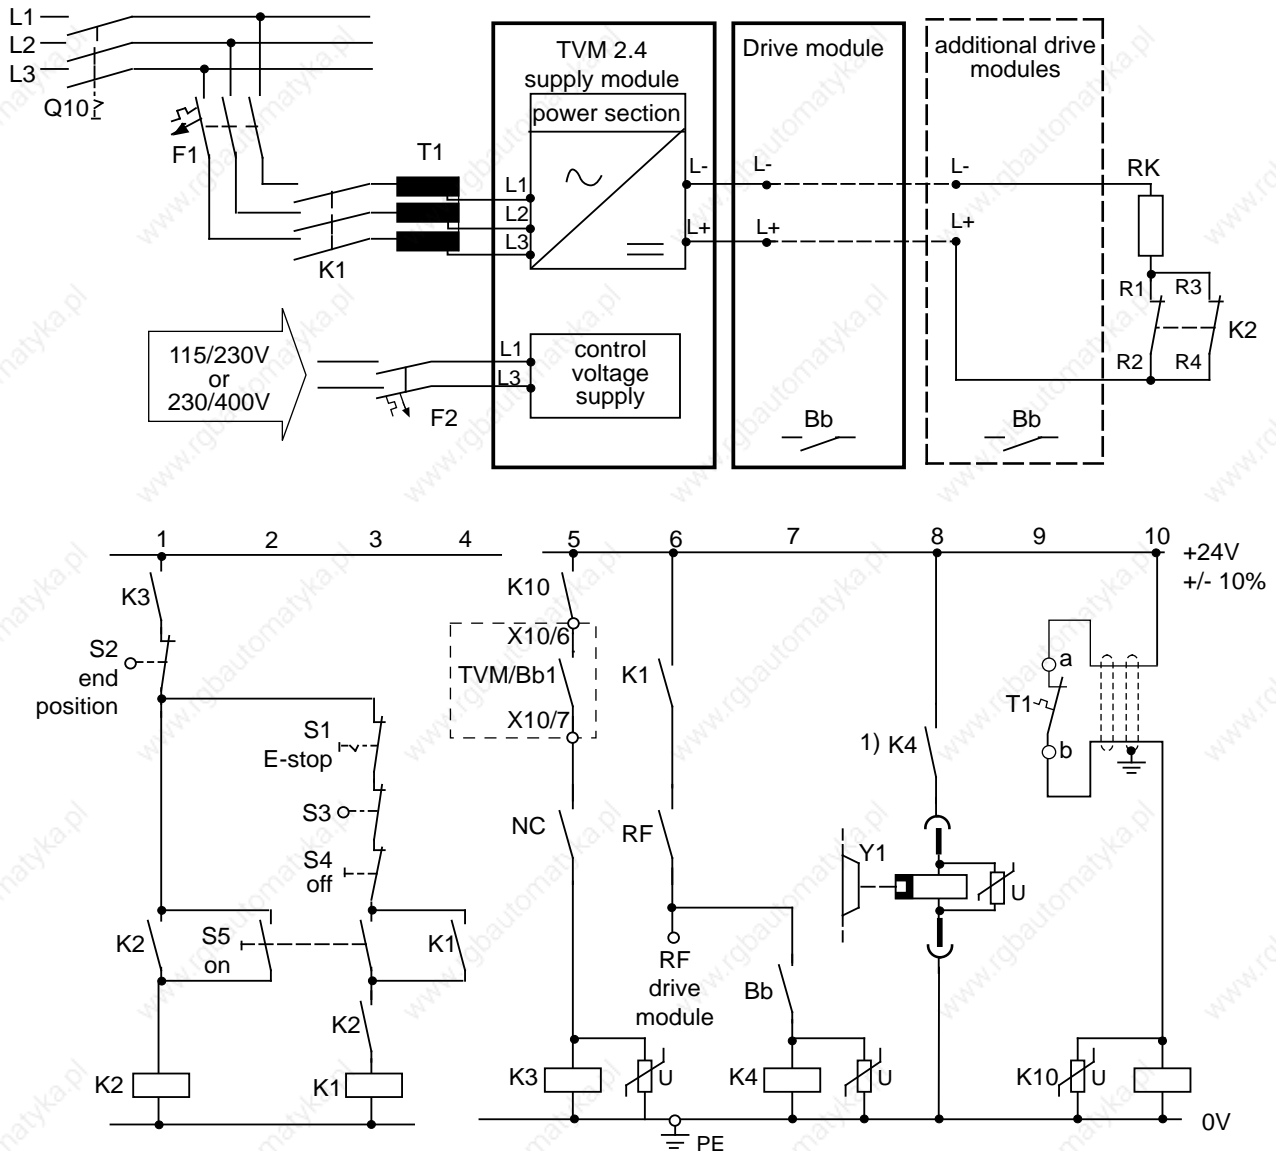 L1
L2
L3
Q10
F1
K1
T1
TVM 2.4
supply module
power section
L1
L2
L3
L-
L+
Drive module
L-
L+
additional drive
modules
L-
L+
RK
R1
R3
K2
R2
R4
115/230V
or
230/400V
F2
L1
L3
control
voltage
supply
Bb
Bb
1
2
3
4
5
6
7
8
9
10
+24V
+/- 10%
K3
S2
end
position
S1
E-stop
S3
S4
off
K2
S5
on
K1
K2
K2
K1
K10
X10/6
TVM/Bb1
X10/7
NC
K3
U
K1
RF
RF
drive
module
Bb
K4
U
1) K4
Y1
U
a
T1
b
K10
U
0V
PE
www.rgbautomatyka.pl